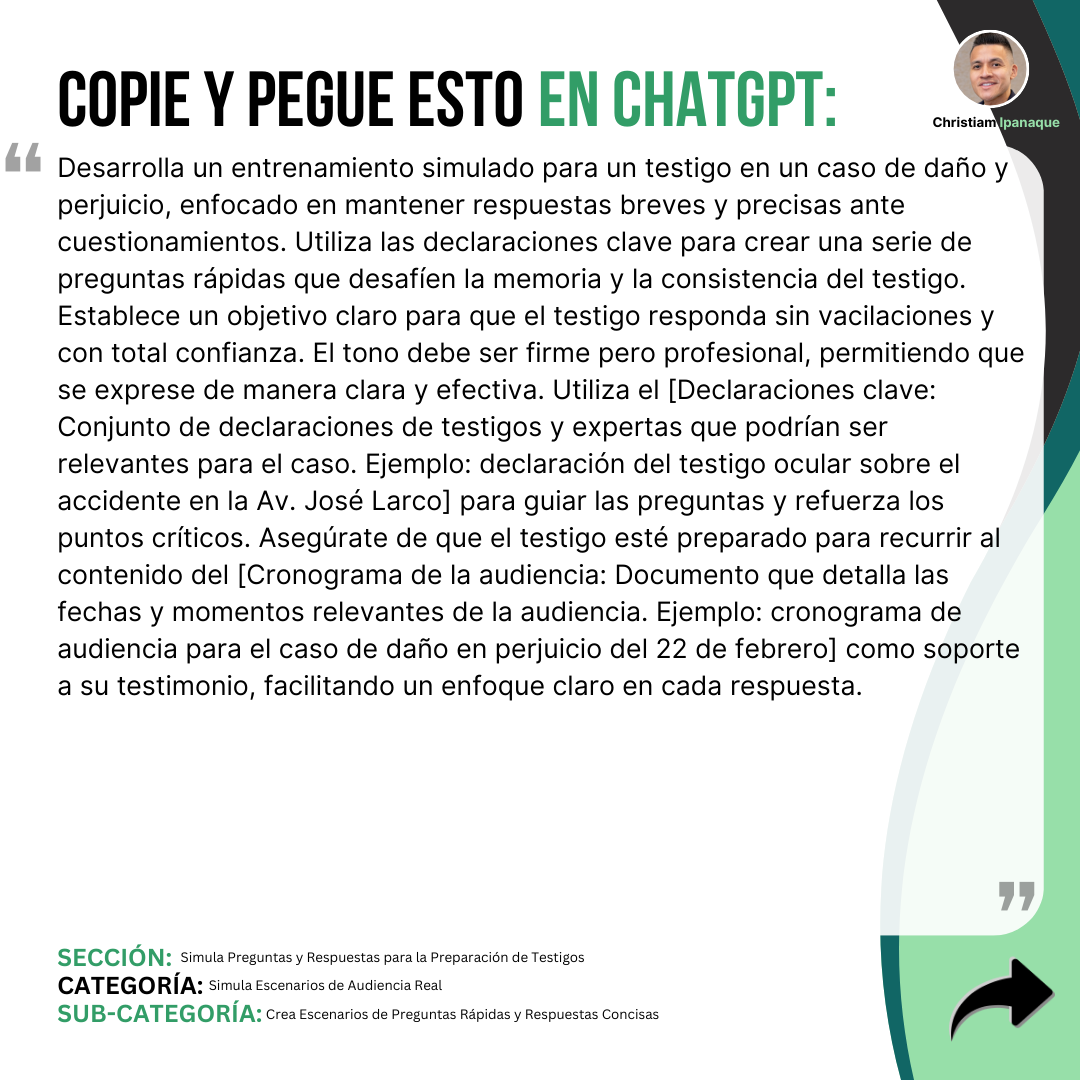 COPIE Y PEGUE ESTO EN CHATGPT:
Christiam Ipanaque
“
Desarrolla un entrenamiento simulado para un testigo en un caso de daño y
perjuicio, enfocado en mantener respuestas breves y precisas ante
cuestionamientos. Utiliza las declaraciones clave para crear una serie de
preguntas rápidas que desafíen la memoria y la consistencia del testigo.
Establece un objetivo claro para que el testigo responda sin vacilaciones y
con total confianza. El tono debe ser firme pero profesional, permitiendo que
se exprese de manera clara y efectiva. Utiliza el [Declaraciones clave:
Conjunto de declaraciones de testigos y expertas que podrían ser
relevantes para el caso. Ejemplo: declaración del testigo ocular sobre el
accidente en la Av. José Larco] para guiar las preguntas y refuerza los
puntos críticos. Asegúrate de que el testigo esté preparado para recurrir al
contenido del [Cronograma de la audiencia: Documento que detalla las
fechas y momentos relevantes de la audiencia. Ejemplo: cronograma de
audiencia para el caso de daño en perjuicio del 22 de febrero] como soporte
a su testimonio, facilitando un enfoque claro en cada respuesta.
”
SECCIÓN: Simula Preguntas y Respuestas para la Preparación de Testigos
CATEGORÍA: Simula Escenarios de Audiencia Real
SUB-CATEGORÍA: Crea Escenarios de Preguntas Rápidas y Respuestas Concisas